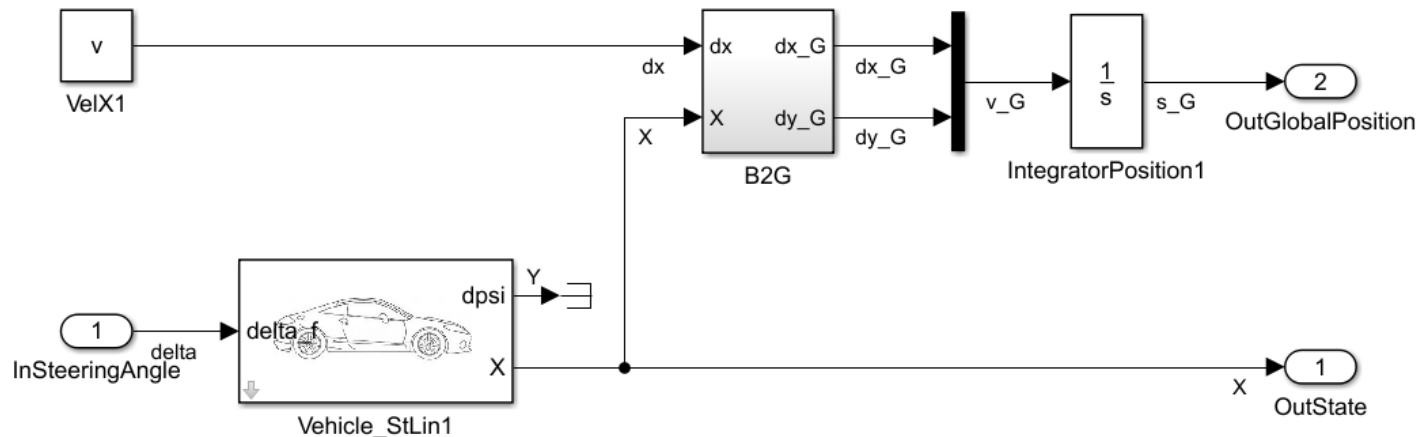 v
VelX1
dx
dx
X
X
dx_G
dy_G
B2G
dx_G
dy_G
v_G
1
s
IntegratorPosition1
s_G
2
OutGlobalPosition
1
InSteeringAngle
delta
delta_f
dpsi
X
Vehicle_StLin1
Y
X
1
OutState